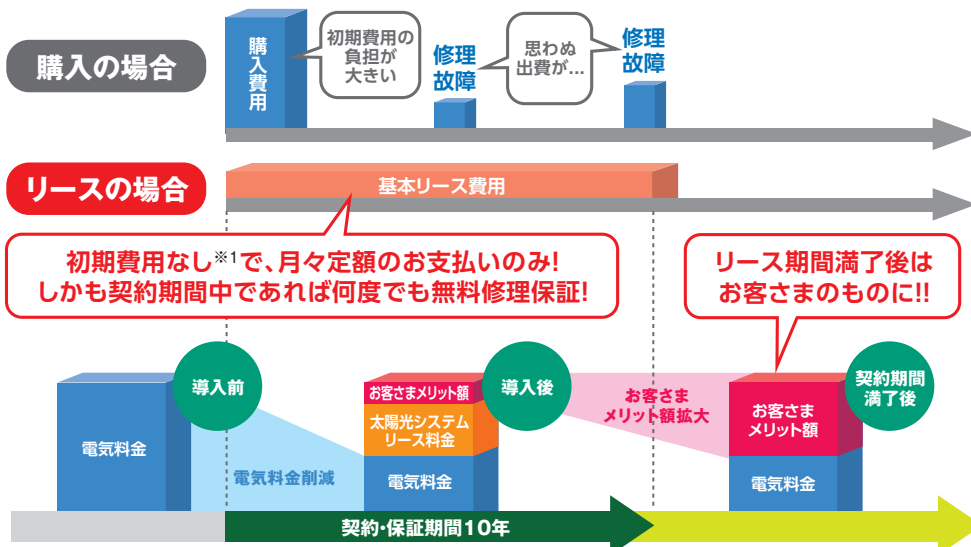 購入の場合
購入費用
初期費用の
負担が
大きい
修理
故障
思わぬ
出費が...
修理
故障
リースの場合
基本リース費用
初期費用なし※1で、月々定額のお支払いのみ!
しかも契約期間中であれば何度でも無料修理保証!
リース期間満了後は
お客さまのものに!!
導入前
電気料金
電気料金削減
お客さまメリット額
太陽光システム
リース料金
電気料金
導入後
お客さま
メリット額拡大
契約期間
満了後
お客さま
メリット額
電気料金
契約・保証期間10年